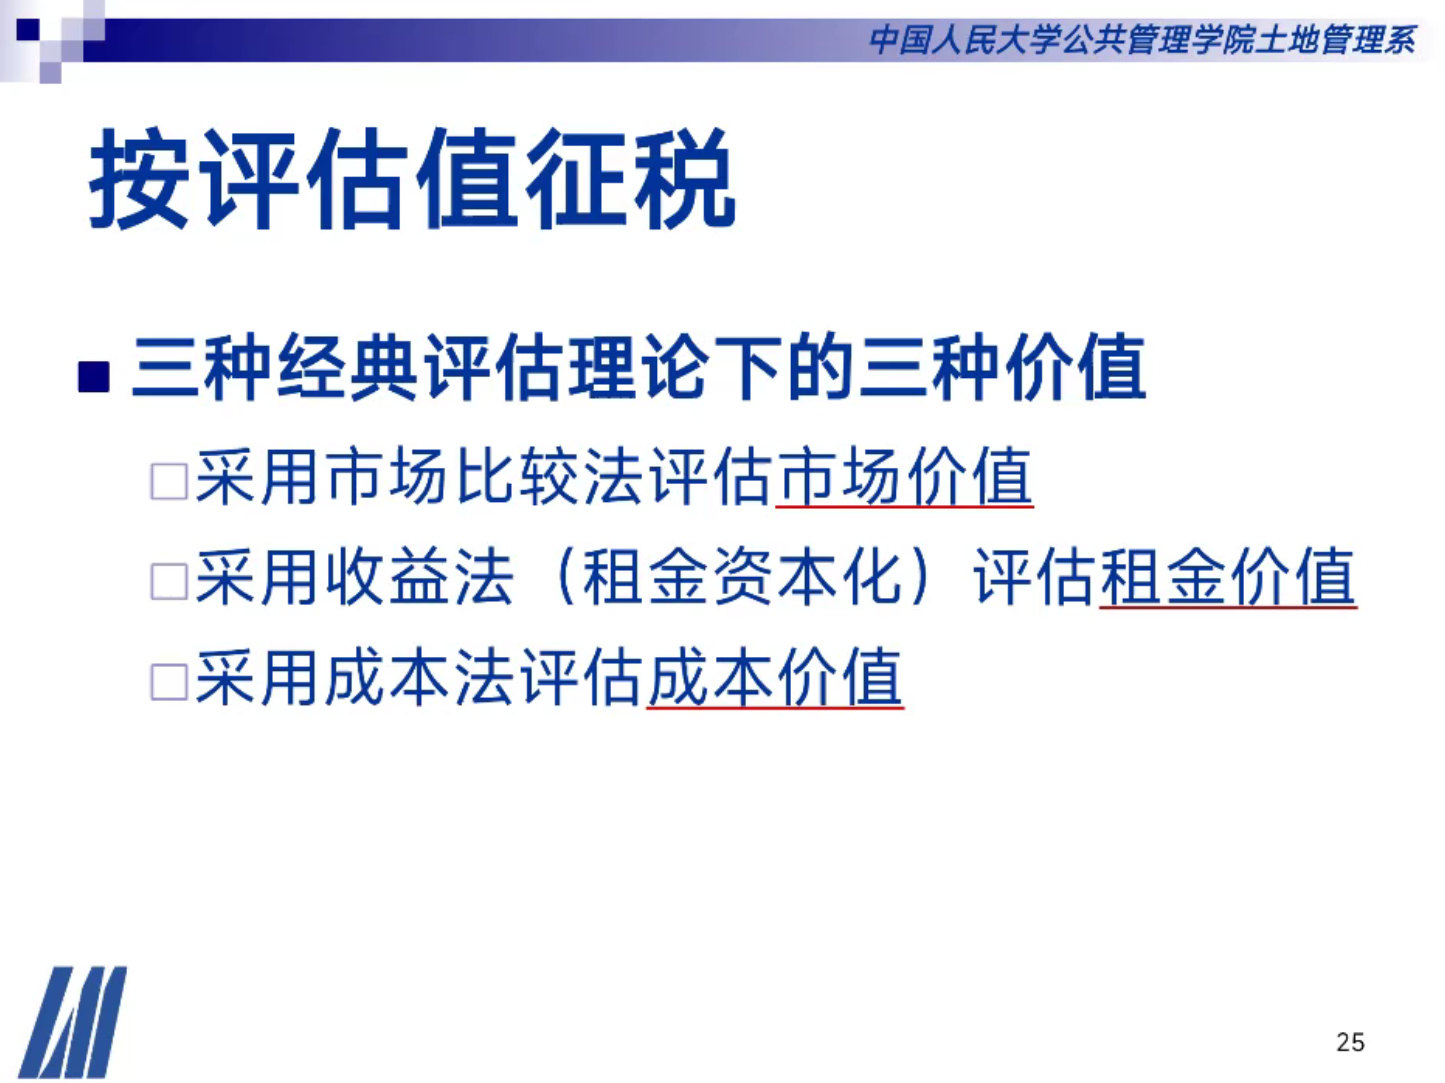 中国人民大学公共管理学院土地管理系
按评估值征税
三种经典评估理论下的三种价值
采用市场比较法评估市场价值
采用收益法（租金资本化）评估租金价值
采用成本法评估成本价值
25